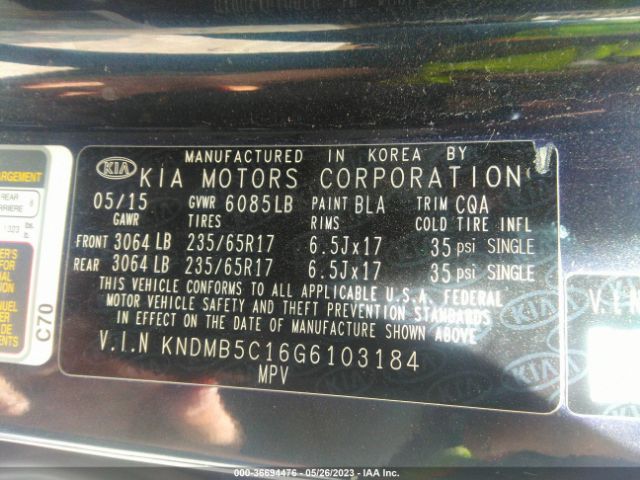 MANUFACTURED IN KOREA BY
KIA KIA MOTORS CORPORATION
05/15 GVWR 6085LB PAINT BLA TRIM CQA
GAWR TIRES RIMS COLD TIRE INFL
FRONT 3064 LB 235/65R17 6.5Jx17 35 psi SINGLE
REAR 3064 LB 235/65R17 6.5Jx17 35 psi SINGLE
THIS VEHICLE CONFORMS TO ALL APPLICABLE U.S.A. FEDERAL
MOTOR VEHICLE SAFETY AND THEFT PREVENTION STANDARDS
IN EFFECT ON THE DATE OF MANUFACTURE SHOWN ABOVE.
V.I.N KNDMB5C16G6103184
MPV
C70
REAR
V.I.N
000-36694476 - 05/26/2023 - IAA Inc.